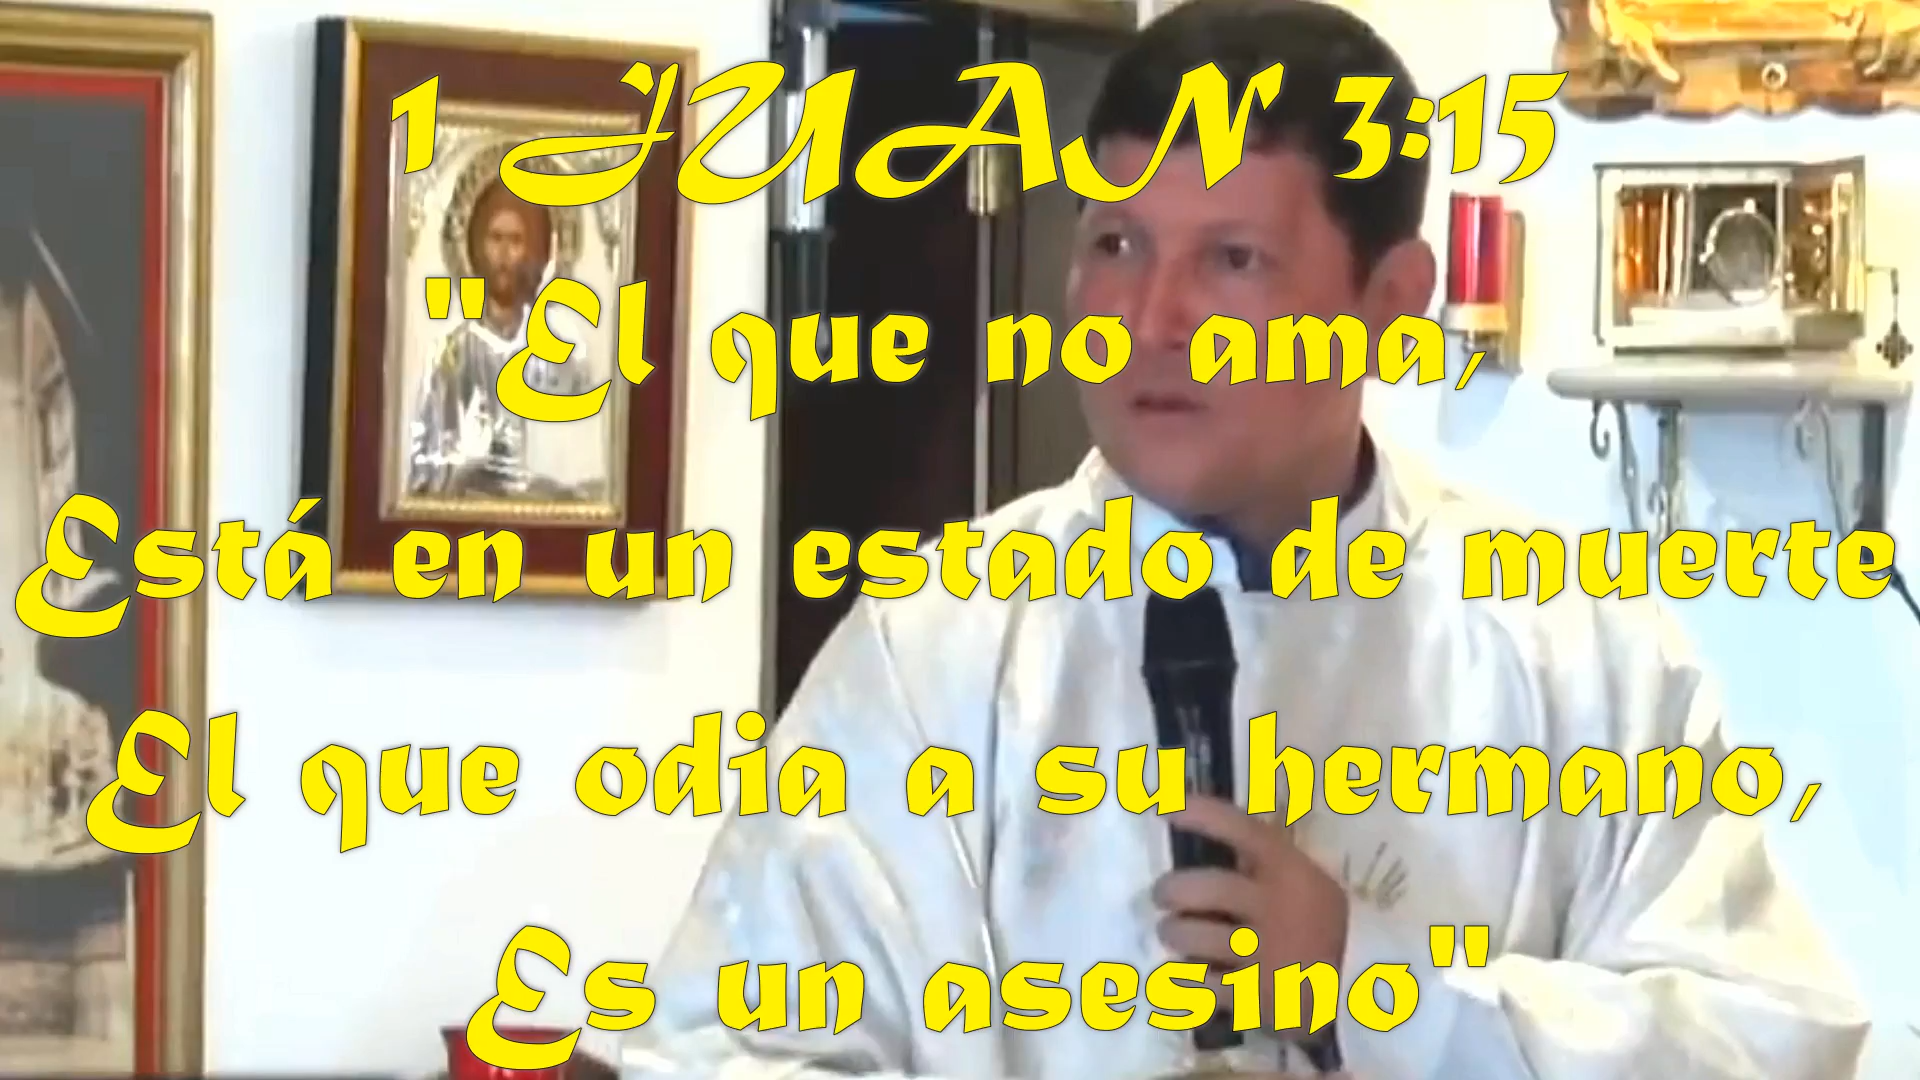 1 JUAN 3:15
"El que no ama,
Está en un estado de muerte
El que odia a su hermano,
Es un asesino"